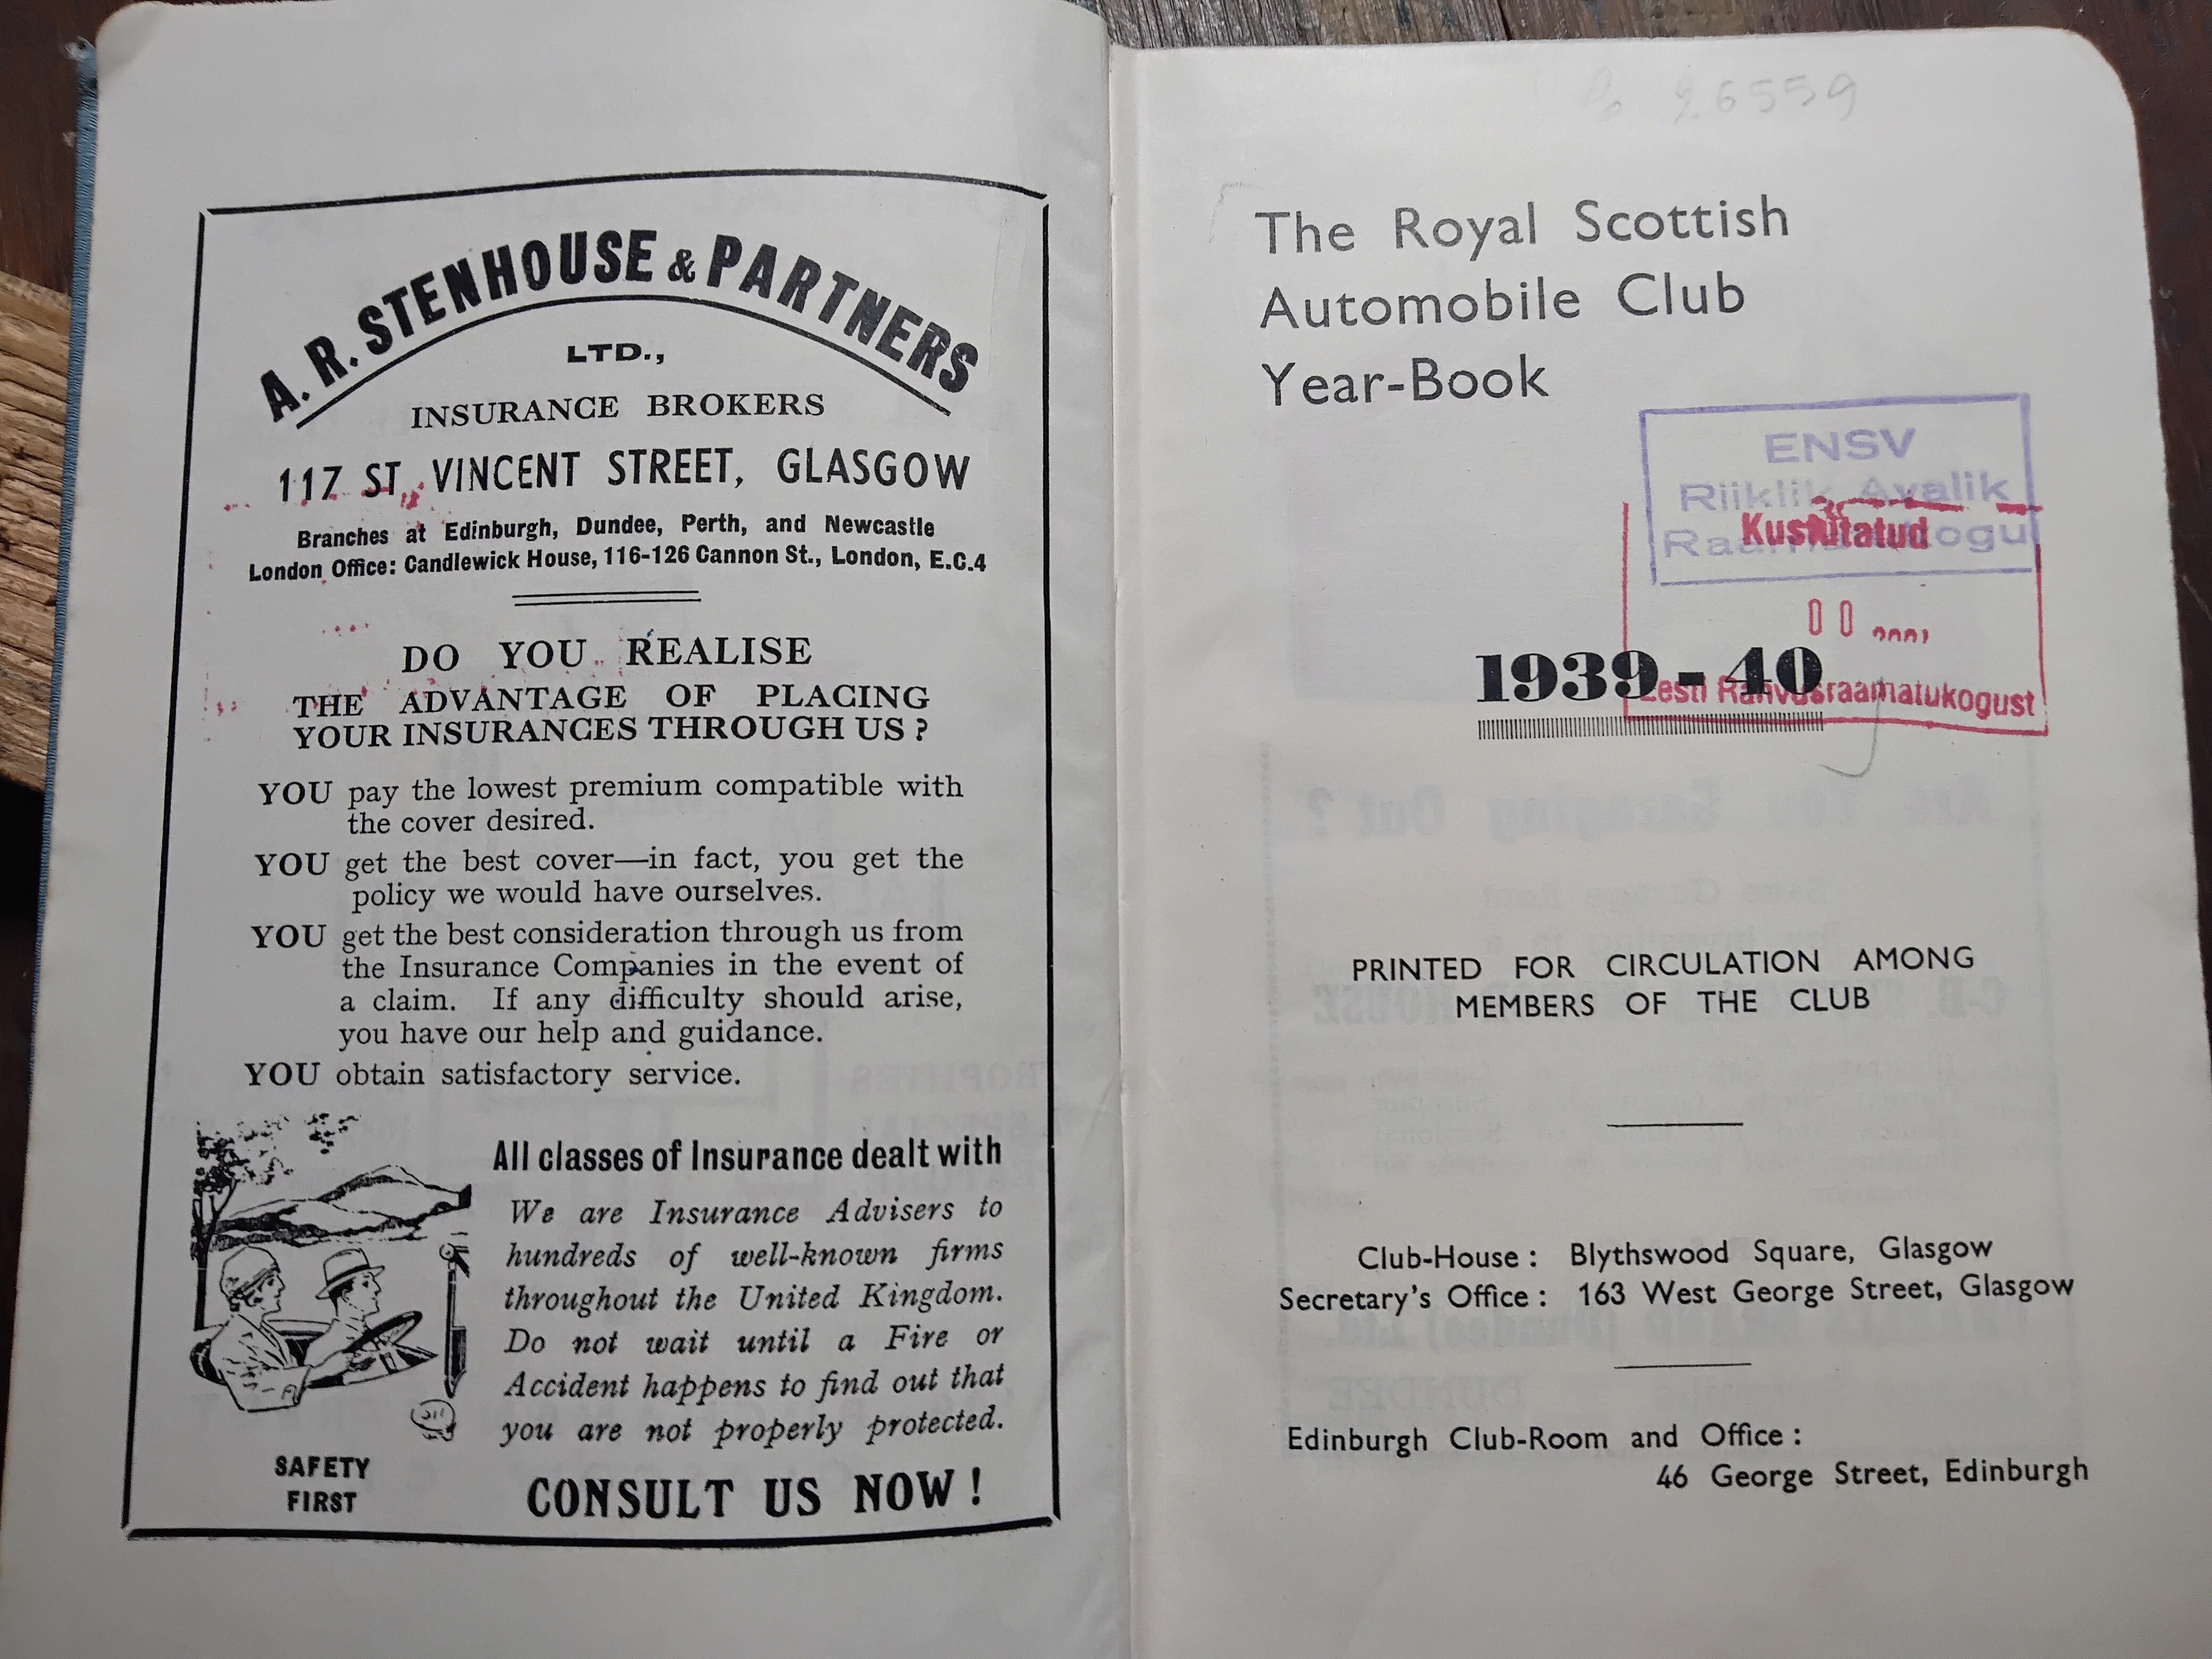 A. R. STENHOUSE & PARTNERS
LTD.,
INSURANCE BROKERS
117 ST. VINCENT STREET, GLASGOW
Branches at Edinburgh, Dundee, Perth, and Newcastle
London Office: Candlewick House, 116-126 Cannon St., London, E.C.4
DO YOU REALISE
THE ADVANTAGE OF PLACING
YOUR INSURANCES THROUGH US ?
YOU pay the lowest premium compatible with
the cover desired.
YOU get the best cover—in fact, you get the
policy we would have ourselves.
YOU get the best consideration through us from
the Insurance Companies in the event of
a claim. If any difficulty should arise,
you have our help and guidance.
YOU obtain satisfactory service.
All classes of Insurance dealt with
We are Insurance Advisers to
hundreds of well-known firms
throughout the United Kingdom.
Do not wait until a Fire or
Accident happens to find out that
you are not properly protected.
SAFETY
FIRST
CONSULT US NOW !
26559
The Royal Scottish
Automobile Club
Year-Book
ENSV
Riiklik Avalik
Raamatukogu
Kustutatud
00
1939-40
Eesti Rahvusraamatukogust
PRINTED FOR CIRCULATION AMONG
MEMBERS OF THE CLUB
Club-House : Blythswood Square, Glasgow
Secretary's Office : 163 West George Street, Glasgow
Edinburgh Club-Room and Office :
46 George Street, Edinburgh